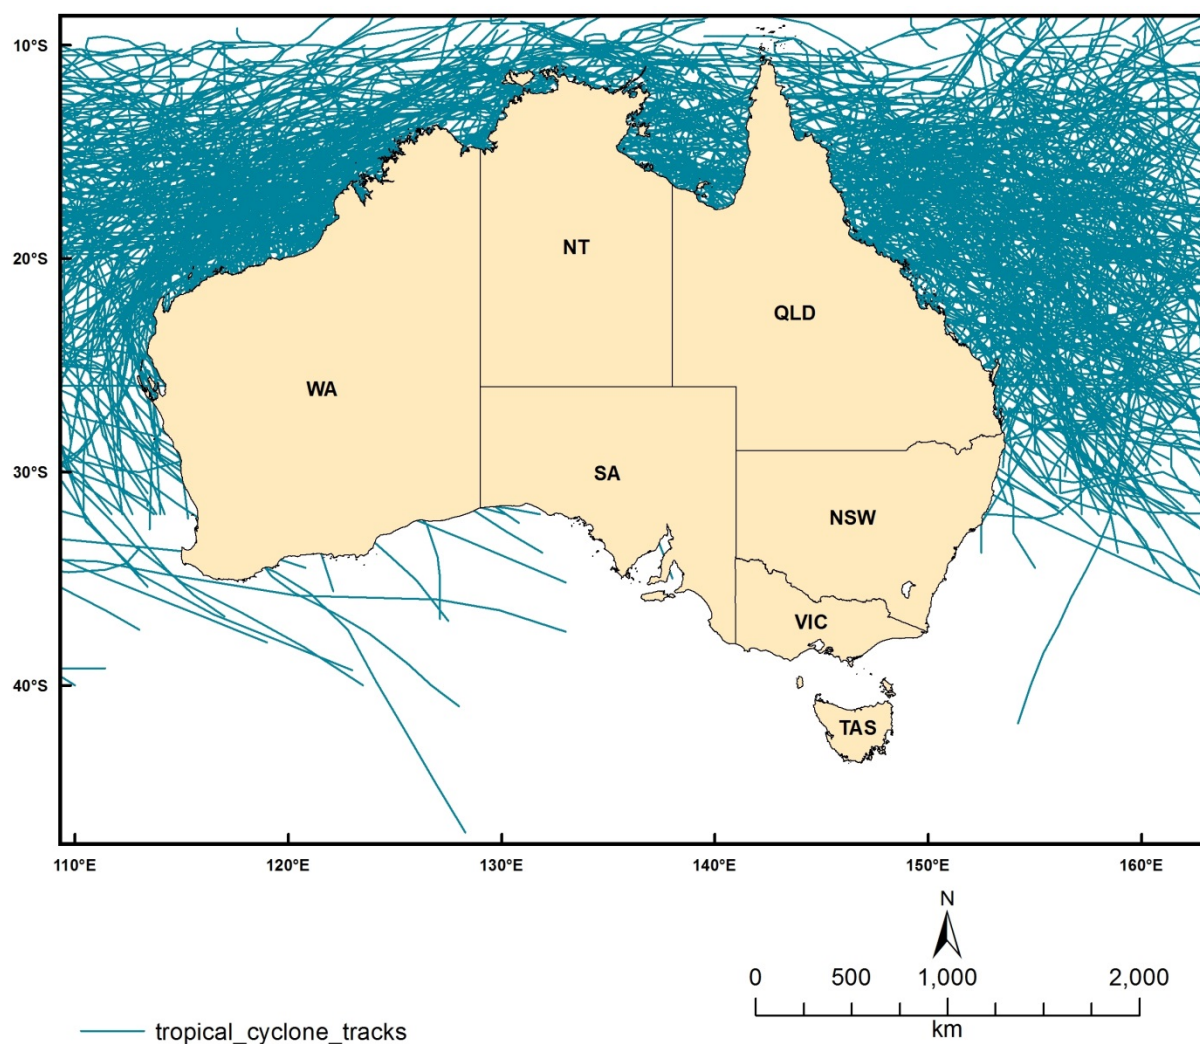 10°S
20°S
30°S
40°S
NT
QLD
WA
SA
NSW
VIC
TAS
110°E 120°E 130°E 140°E 150°E 160°E
N
0 500 1,000 2,000
km
tropical_cyclone_tracks